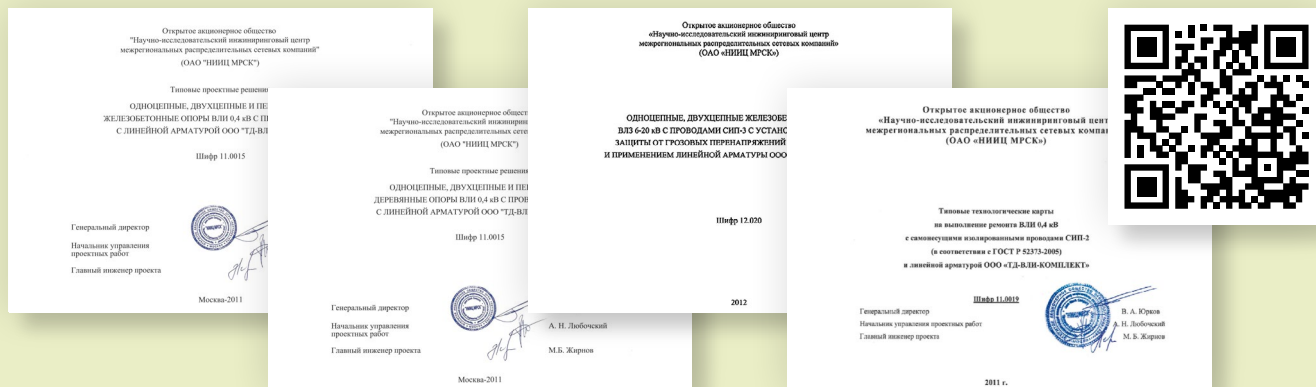 Открытое акционерное общество
"Научно-исследовательский инжиниринговый центр
межрегиональных распределительных сетевых компаний"
(ОАО "НИИЦ МРСК")
Типовые проектные решения
ОДНОЦЕПНЫЕ, ДВУХЦЕПНЫЕ И ПЕ
ЖЕЛЕЗОБЕТОННЫЕ ОПОРЫ ВЛИ 0,4 кВ С П
С ЛИНЕЙНОЙ АРМАТУРОЙ ООО "ТД-ВЛ
Шифр 11.0015
Генеральный директор
Начальник управления
проектных работ
Главный инженер проекта
Москва-2011
Открытое акционерное общест
"Научно-исследовательский инжинирин
межрегиональных распределительных сете
(ОАО "НИИЦ МРСК")
Типовые проектные решения
ОДНОЦЕПНЫЕ, ДВУХЦЕПНЫЕ И ПЕ
ДЕРЕВЯННЫЕ ОПОРЫ ВЛИ 0,4 кВ С ПРОВ
С ЛИНЕЙНОЙ АРМАТУРОЙ ООО "ТД-ВЛ
Шифр 11.0015
Генеральный директор
Начальник управления
проектных работ
А. Н. Любочский
Главный инженер проекта
М.Б. Жирнов
Москва-2011
Открытое акционерное общество
«Научно-исследовательский инжиниринговый центр
межрегиональных распределительных сетевых компаний»
(ОАО «НИИЦ МРСК»)
ОДНОЦЕПНЫЕ, ДВУХЦЕПНЫЕ ЖЕЛЕЗОБЕ
ВЛЗ 6-20 кВ С ПРОВОДАМИ СИП-3 С УСТАНО
ЗАЩИТЫ ОТ ГРОЗОВЫХ ПЕРЕНАПРЯЖЕНИЙ
И ПРИМЕНЕНИЕМ ЛИНЕЙНОЙ АРМАТУРЫ ООО
Шифр 12.020
2012
Открытое акционерное общество
«Научно-исследовательский инжиниринговый цент
межрегиональных распределительных сетевых компан
(ОАО «НИИЦ МРСК»)
Типовые технологические карты
на выполнение ремонта ВЛИ 0,4 кВ
с самонесущими изолированными проводами СИП-2
(в соответствии с ГОСТ Р 52373-2005)
и линейной арматурой ООО «ТД-ВЛИ-КОМПЛЕКТ»
Шифр 11.0019
Генеральный директор
В. А. Юрков
Начальник управления проектных работ
А. Н. Любочский
Главный инженер проекта
М. Б. Жирнов
2011 г.